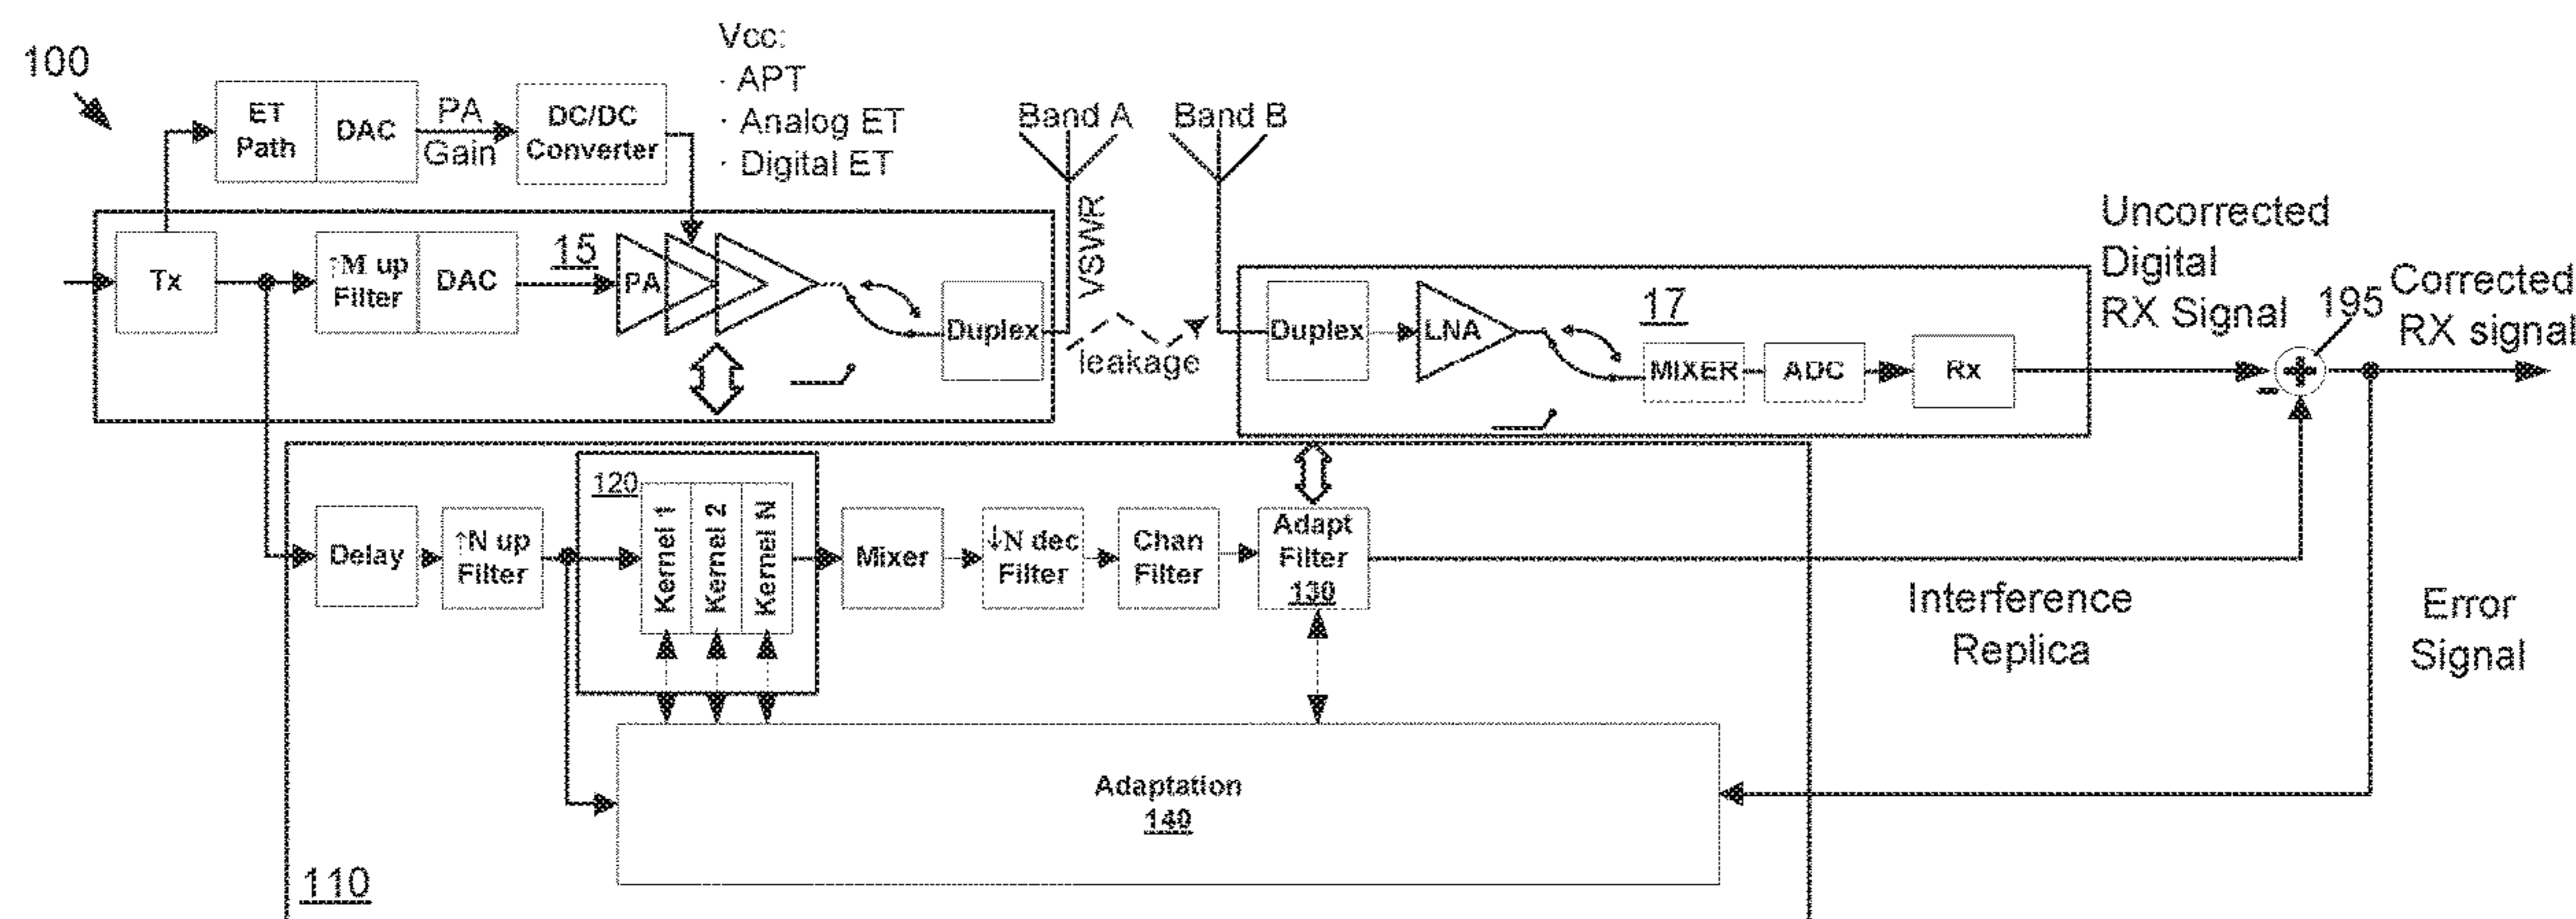 100
Vcc:
· APT
· Analog ET
· Digital ET
ET
Path
DAC
PA
Gain
DC/DC
Converter
Band A
Band B
VSWR
leakage
Tx
↑M up
Filter
DAC
15
PA
Duplex
Duplex
LNA
17
MIXER
ADC
Rx
Uncorrected
Digital
RX Signal
195
Corrected
RX signal
+
-
120
Kernel 1
Kernel 2
Kernel N
Delay
↑N up
Filter
Mixer
↓N dec
Filter
Chan
Filter
Adapt
Filter
130
Interference
Replica
Error
Signal
Adaptation
140
110